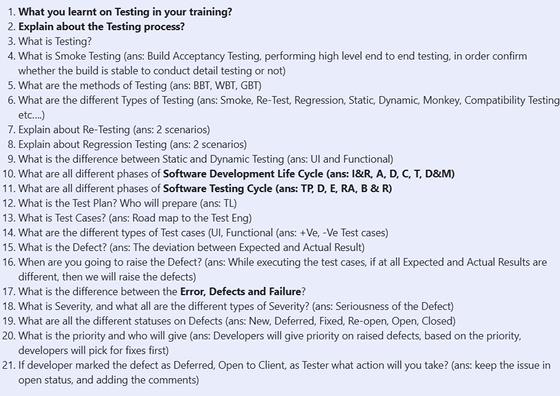 1. What you learnt on Testing in your training?
2. Explain about the Testing process?
3. What is Testing?
4. What is Smoke Testing (ans: Build Acceptancy Testing, performing high level end to end testing, in order confirm
whether the build is stable to conduct detail testing or not)
5. What are the methods of Testing (ans: BBT, WBT, GBT)
6. What are the different Types of Testing (ans: Smoke, Re-Test, Regression, Static, Dynamic, Monkey, Compatibility Testing
etc....)
7. Explain about Re-Testing (ans: 2 scenarios)
8. Explain about Regression Testing (ans: 2 scenarios)
9. What is the difference between Static and Dynamic Testing (ans: UI and Functional)
10. What are all different phases of Software Development Life Cycle (ans: I&R, A, D, C, T, D&M)
11. What are all different phases of Software Testing Cycle (ans: TP, D, E, RA, B & R)
12. What is the Test Plan? Who will prepare (ans: TL)
13. What is Test Cases? (ans: Road map to the Test Eng)
14. What are the different types of Test cases (UI, Functional (ans: +Ve, -Ve Test cases)
15. What is the Defect? (ans: The deviation between Expected and Actual Result)
16. When are you going to raise the Defect? (ans: While executing the test cases, if at all Expected and Actual Results are
different, then we will raise the defects)
17. What is the difference between the Error, Defects and Failure?
18. What is Severity, and what all are the different types of Severity? (ans: Seriousness of the Defect)
19. What are all the different statuses on Defects (ans: New, Deferred, Fixed, Re-open, Open, Closed)
20. What is the priority and who will give (ans: Developers will give priority on raised defects, based on the priority,
developers will pick for fixes first)
21. If developer marked the defect as Deferred, Open to Client, as Tester what action will you take? (ans: keep the issue in
open status, and adding the comments)